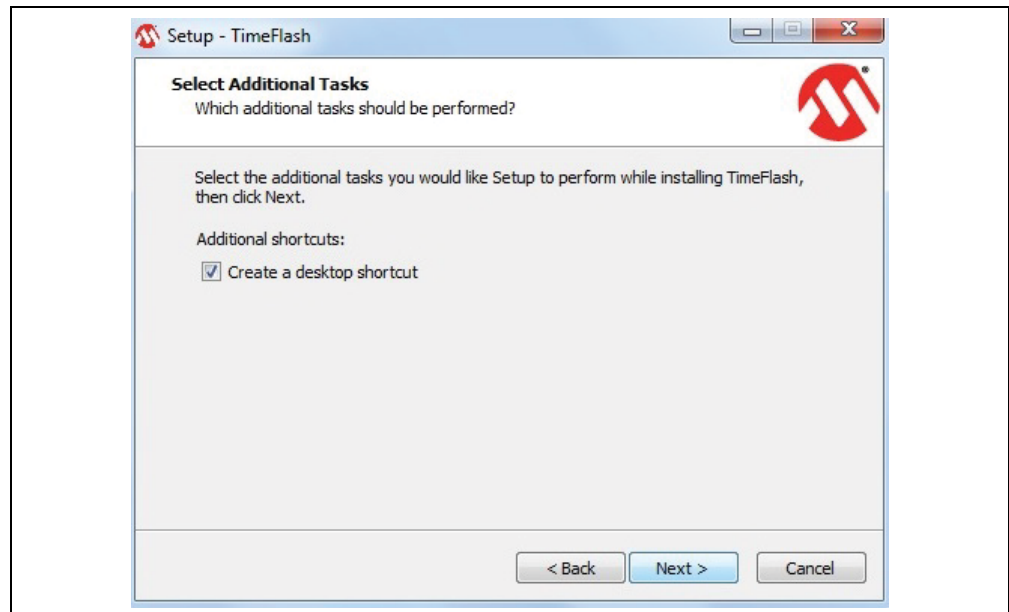 Setup - TimeFlash
Select Additional Tasks
Which additional tasks should be performed?
Select the additional tasks you would like Setup to perform while installing TimeFlash,
then click Next.
Additional shortcuts:
Create a desktop shortcut
< Back Next > Cancel